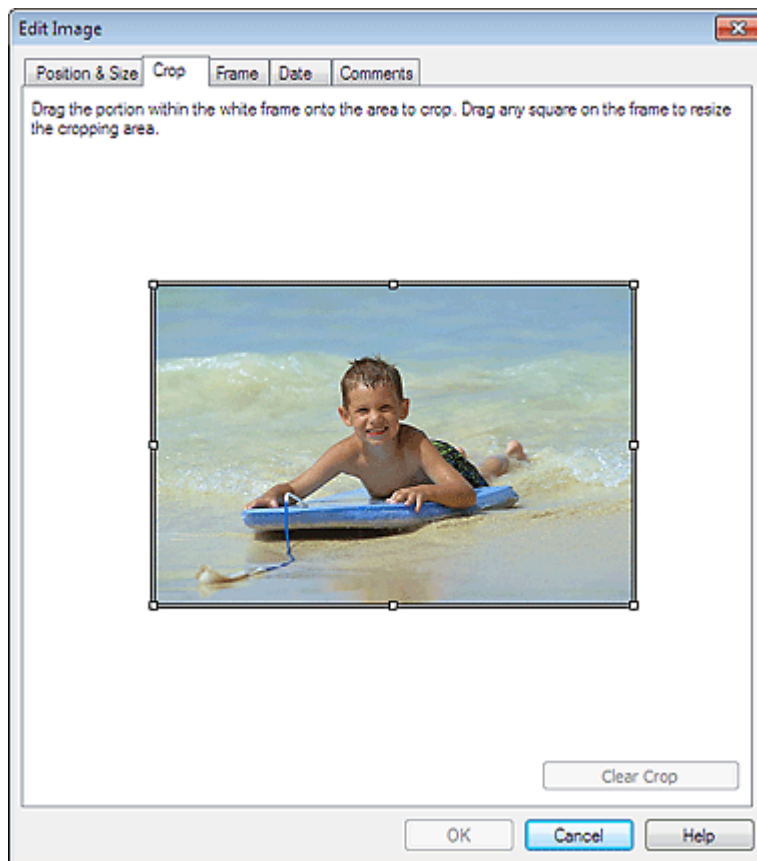 Edit Image
Position & Size Crop Frame Date Comments
Drag the portion within the white frame onto the area to crop. Drag any square on the frame to resize
the cropping area.
Clear Crop
OK Cancel Help